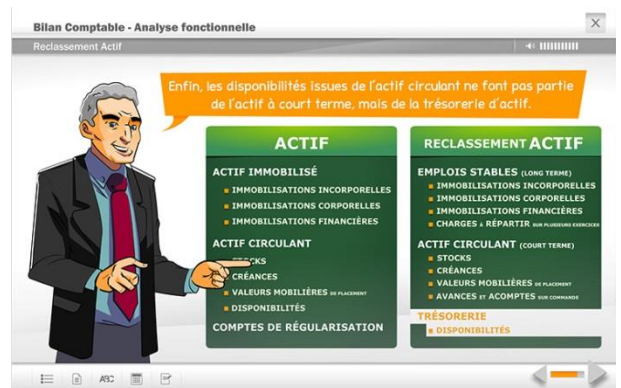 Bilan Comptable - Analyse fonctionnelle
Reclassement Actif
Enfin, les disponibilités issues de l'actif circulant ne font pas partie
de l'actif à court terme, mais de la trésorerie d'actif.
ACTIF
ACTIF IMMOBILISÉ
IMMOBILISATIONS INCORPORELLES
IMMOBILISATIONS CORPORELLES
IMMOBILISATIONS FINANCIÈRES
ACTIF CIRCULANT
STOCKS
CRÉANCES
VALEURS MOBILIÈRES DE PLACEMENT
DISPONIBILITÉS
COMPTES DE RÉGULARISATION
RECLASSEMENT ACTIF
EMPLOIS STABLES (LONG TERME)
IMMOBILISATIONS INCORPORELLES
IMMOBILISATIONS CORPORELLES
IMMOBILISATIONS FINANCIÈRES
CHARGES À RÉPARTIR SUR PLUSIEURS EXERCICES
ACTIF CIRCULANT (COURT TERME)
STOCKS
CRÉANCES
VALEURS MOBILIÈRES DE PLACEMENT
AVANCES ET ACOMPTES SUR COMMANDE
TRÉSORERIE
DISPONIBILITÉS
ABC